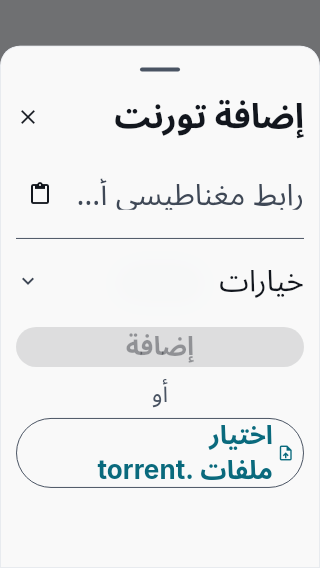 إضافة تورنت
رابط مغناطيسي أ...
خيارات
إضافة
أو
اختيار
ملفات .torrent